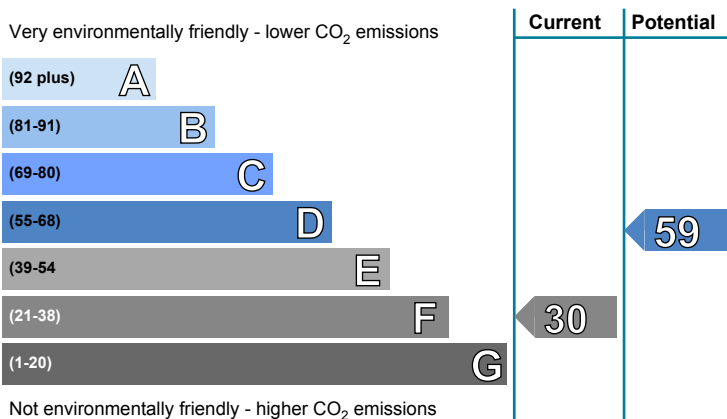 Current Potential
Very environmentally friendly - lower CO2 emissions
(92 plus) A
(81-91) B
(69-80) C
(55-68) D
59
(39-54 E
(21-38) F 30
(1-20) G
Not environmentally friendly - higher CO2 emissions